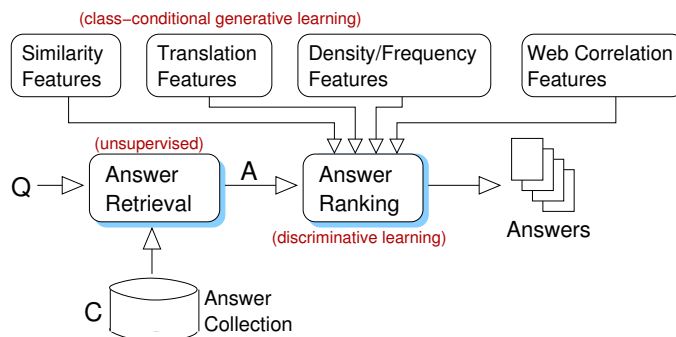 (class–conditional generative learning)
Similarity
Features
Translation
Features
Density/Frequency
Features
Web Correlation
Features
(unsupervised)
Q
Answer
Retrieval
A
Answer
Ranking
(discriminative learning)
Answers
C
Answer
Collection